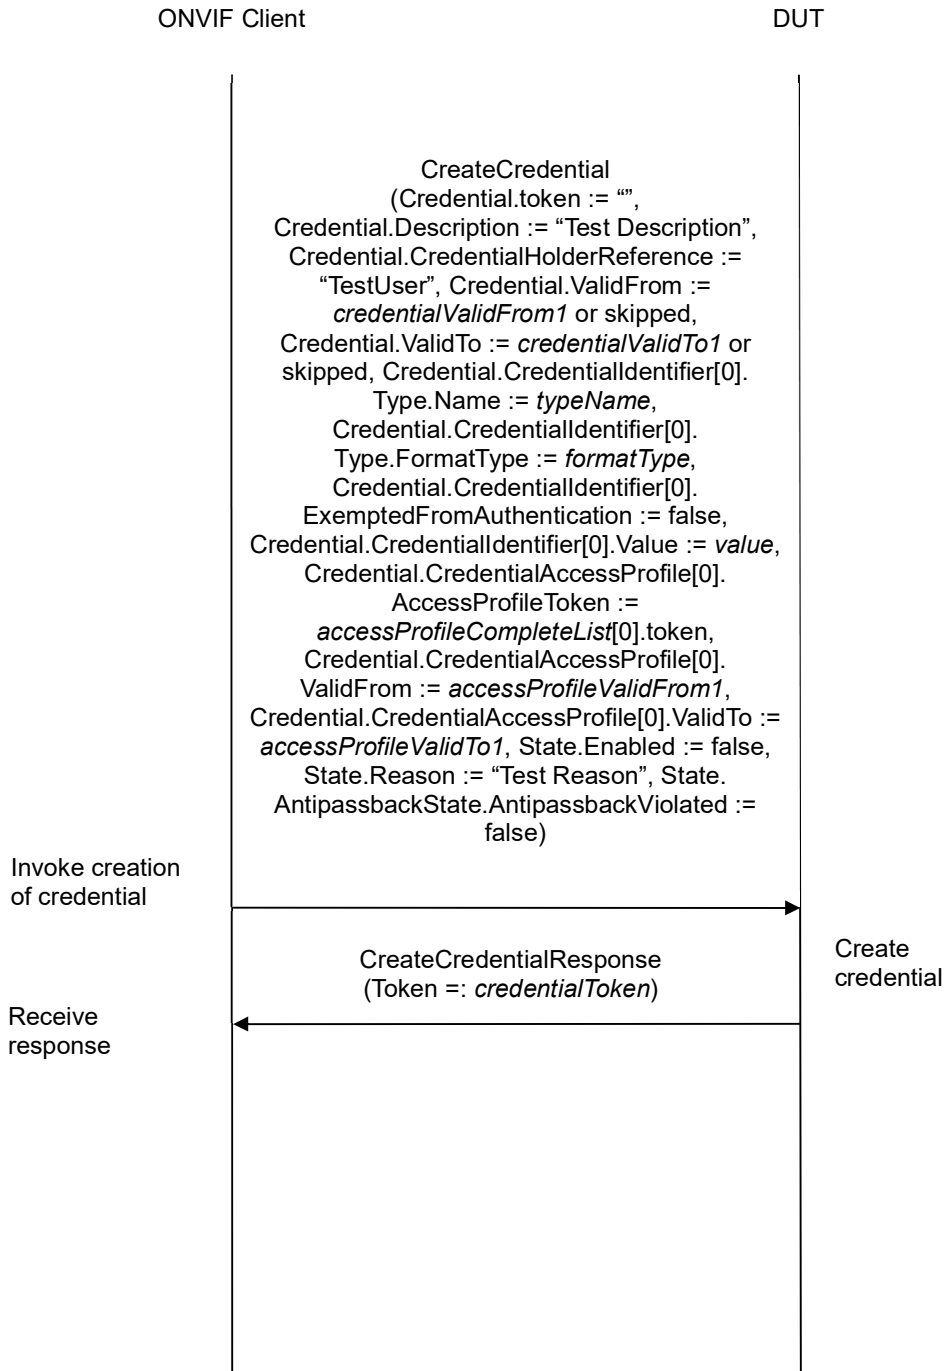 ONVIF Client
DUT
CreateCredential
(Credential.token := “”,
Credential.Description := “Test Description”,
Credential.CredentialHolderReference :=
“TestUser”, Credential.ValidFrom :=
credentialValidFrom1 or skipped,
Credential.ValidTo := credentialValidTo1 or
skipped, Credential.CredentialIdentifier[0].
Type.Name := typeName,
Credential.CredentialIdentifier[0].
Type.FormatType := formatType,
Credential.CredentialIdentifier[0].
ExemptedFromAuthentication := false,
Credential.CredentialIdentifier[0].Value := value,
Credential.CredentialAccessProfile[0].
AccessProfileToken :=
accessProfileCompleteList[0].token,
Credential.CredentialAccessProfile[0].
ValidFrom := accessProfileValidFrom1,
Credential.CredentialAccessProfile[0].ValidTo :=
accessProfileValidTo1, State.Enabled := false,
State.Reason := “Test Reason”, State.
AntipassbackState.AntipassbackViolated :=
false)
Invoke creation
of credential
Create
credential
CreateCredentialResponse
(Token =: credentialToken)
Receive
response